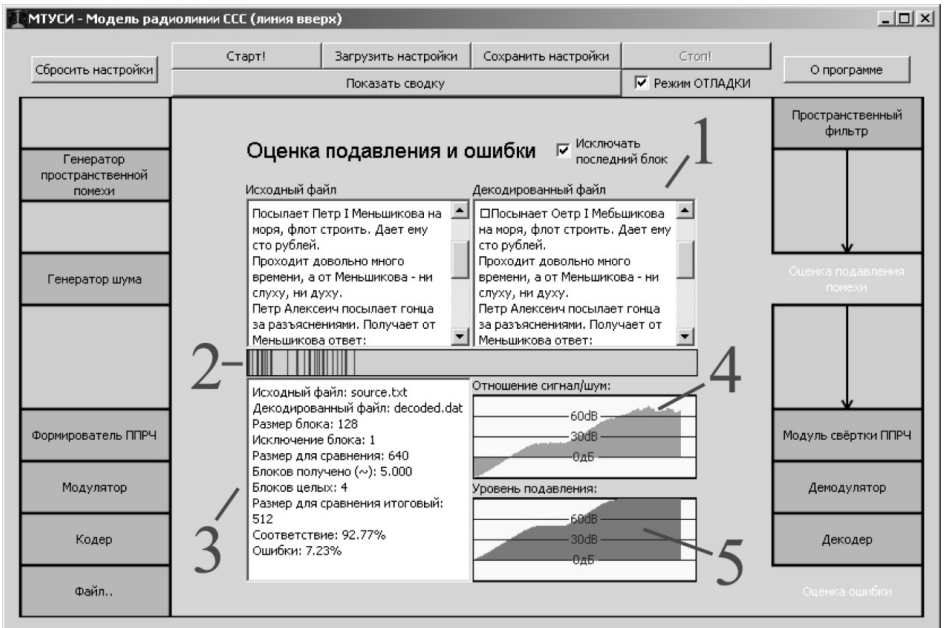 МТУСИ - Модель радиолинии ССС (линия вверх)
Сбросить настройки
Старт!
Загрузить настройки
Сохранить настройки
Стоп!
О программе
Показать сводку
Режим ОТЛАДКИ
Генератор
пространственной
помехи
Генератор шума
Формирователь ППРЧ
Модулятор
Кодер
Файл..
Оценка подавления и ошибки
Исключать
последний блок
1
Исходный файл
Посылает Петр I Меньшикова на
моря, флот строить. Дает ему
сто рублей.
Проходит довольно много
времени, а от Меньшикова - ни
слуху, ни духу.
Петр Алексеич посылает гонца
за разъяснениями. Получает от
Меньшикова ответ:
Декодированный файл
□Посынает Оетр I Мебьшикова
на моря, флот строить. Дает ему
сто рублей.
Проходит довольно много
времени, а от Меньшикова - ни
слуху, ни духу.
Петр Алексеич посылает гонца
за разъяснениями. Получает от
Меньшикова ответ:
2
Исходный файл: source.txt
Декодированный файл: decoded.dat
Размер блока: 128
Исключение блока: 1
Размер для сравнения: 640
Блоков получено (~): 5.000
Блоков целых: 4
Размер для сравнения итоговый:
512
Соответствие: 92.77%
Ошибки: 7.23%
3
Отношение сигнал/шум:
4
60dB
30dB
0дБ
Уровень подавления:
60dB
30dB
0дБ
5
Пространственный
фильтр
Оценка подавления
помехи
Модуль свёртки ППРЧ
Демодулятор
Декодер
Оценка ошибки